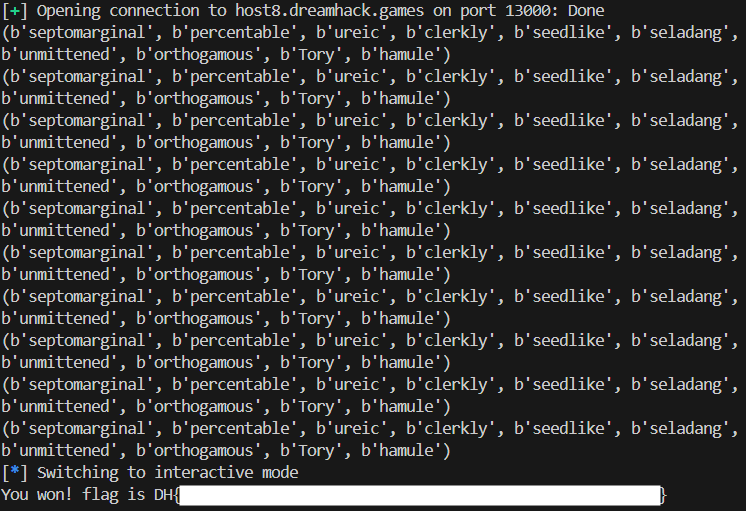 [+] Opening connection to host8.dreamhack.games on port 13000: Done
(b'septomarginal', b'percentable', b'ureic', b'clerkly', b'seedlike', b'seladang',
b'unmittened', b'orthogamous', b'Tory', b'hamule')
(b'septomarginal', b'percentable', b'ureic', b'clerkly', b'seedlike', b'seladang',
b'unmittened', b'orthogamous', b'Tory', b'hamule')
(b'septomarginal', b'percentable', b'ureic', b'clerkly', b'seedlike', b'seladang',
b'unmittened', b'orthogamous', b'Tory', b'hamule')
(b'septomarginal', b'percentable', b'ureic', b'clerkly', b'seedlike', b'seladang',
b'unmittened', b'orthogamous', b'Tory', b'hamule')
(b'septomarginal', b'percentable', b'ureic', b'clerkly', b'seedlike', b'seladang',
b'unmittened', b'orthogamous', b'Tory', b'hamule')
(b'septomarginal', b'percentable', b'ureic', b'clerkly', b'seedlike', b'seladang',
b'unmittened', b'orthogamous', b'Tory', b'hamule')
(b'septomarginal', b'percentable', b'ureic', b'clerkly', b'seedlike', b'seladang',
b'unmittened', b'orthogamous', b'Tory', b'hamule')
(b'septomarginal', b'percentable', b'ureic', b'clerkly', b'seedlike', b'seladang',
b'unmittened', b'orthogamous', b'Tory', b'hamule')
(b'septomarginal', b'percentable', b'ureic', b'clerkly', b'seedlike', b'seladang',
b'unmittened', b'orthogamous', b'Tory', b'hamule')
(b'septomarginal', b'percentable', b'ureic', b'clerkly', b'seedlike', b'seladang',
b'unmittened', b'orthogamous', b'Tory', b'hamule')
[*] Switching to interactive mode
You won! flag is DH{}